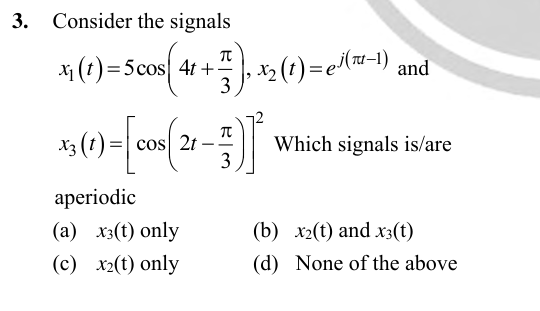 3. Consider the signals
x₁(t)=5cos(4t+π/3), x₂(t)=e^{j(πt−1)} and
x₃(t)=[cos(2t−π/3)]² Which signals is/are
aperiodic
(a) x₃(t) only (b) x₂(t) and x₃(t)
(c) x₂(t) only (d) None of the above